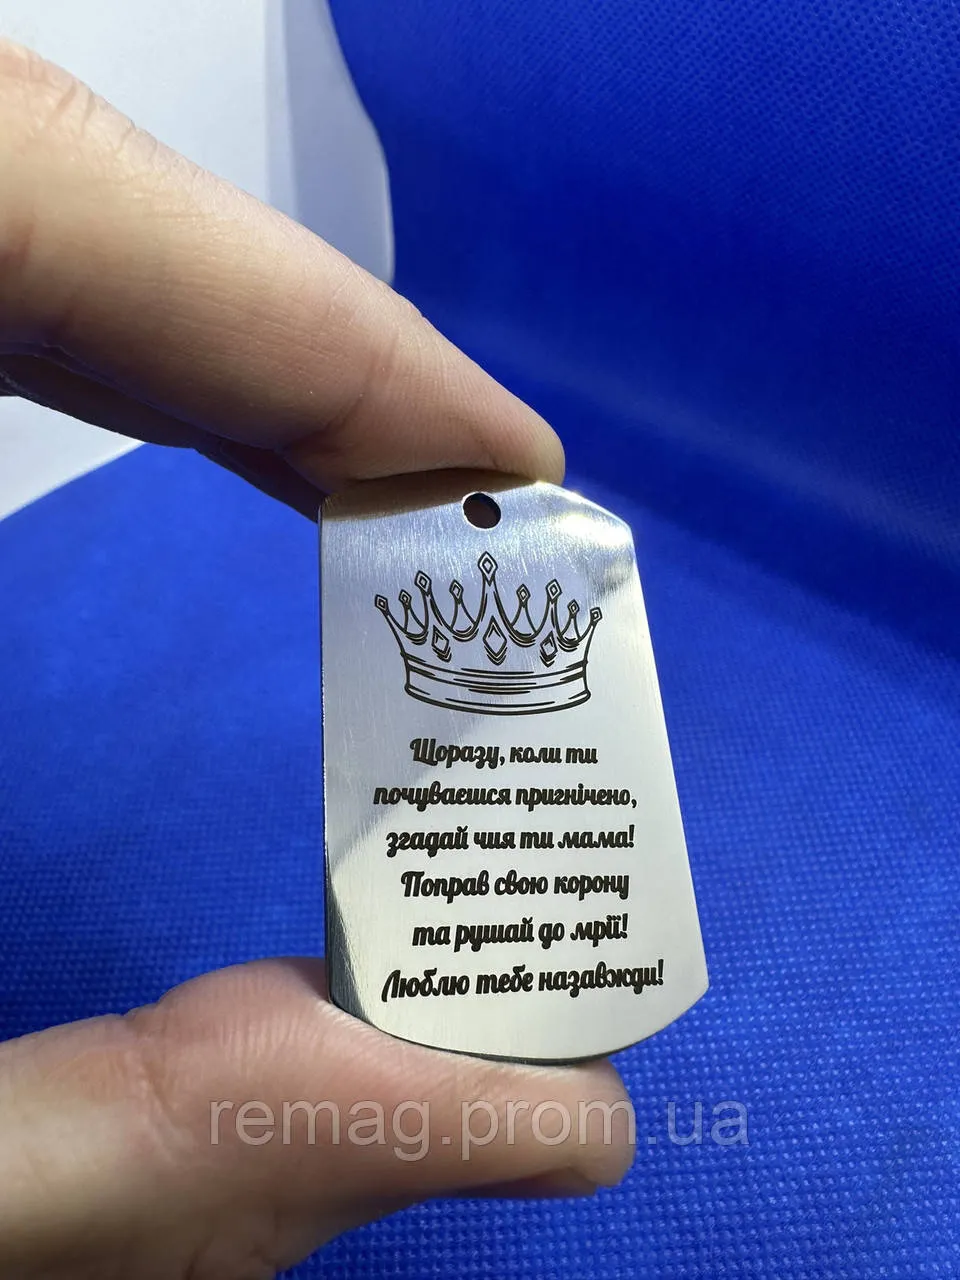 Щоразу, коли ти
почуваєшся пригнічено,
згадай чия ти мама!
Поправ свою корону
та рушай до мрії!
Люблю тебе назавжди!
remag.prom.ua